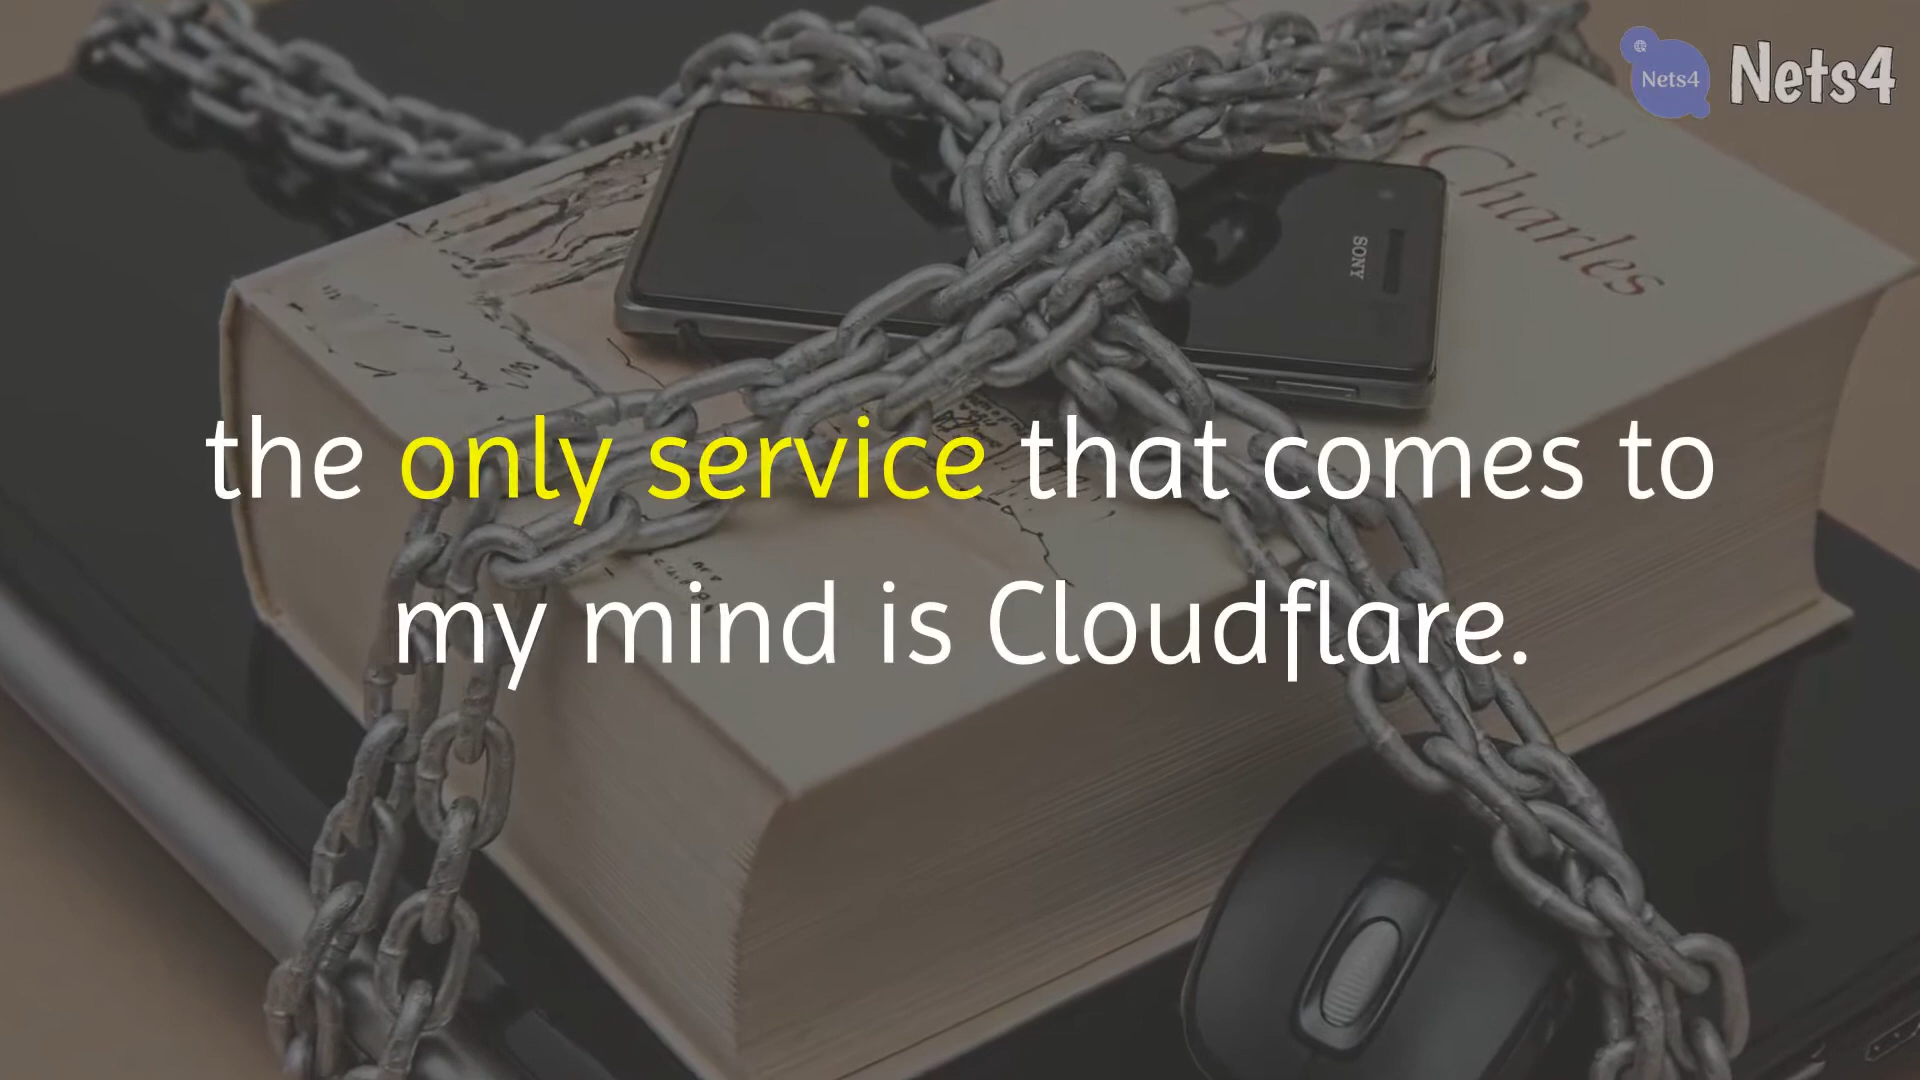 Nets4
Nets4
Charles
SONY
the only service that comes to
my mind is Cloudflare.